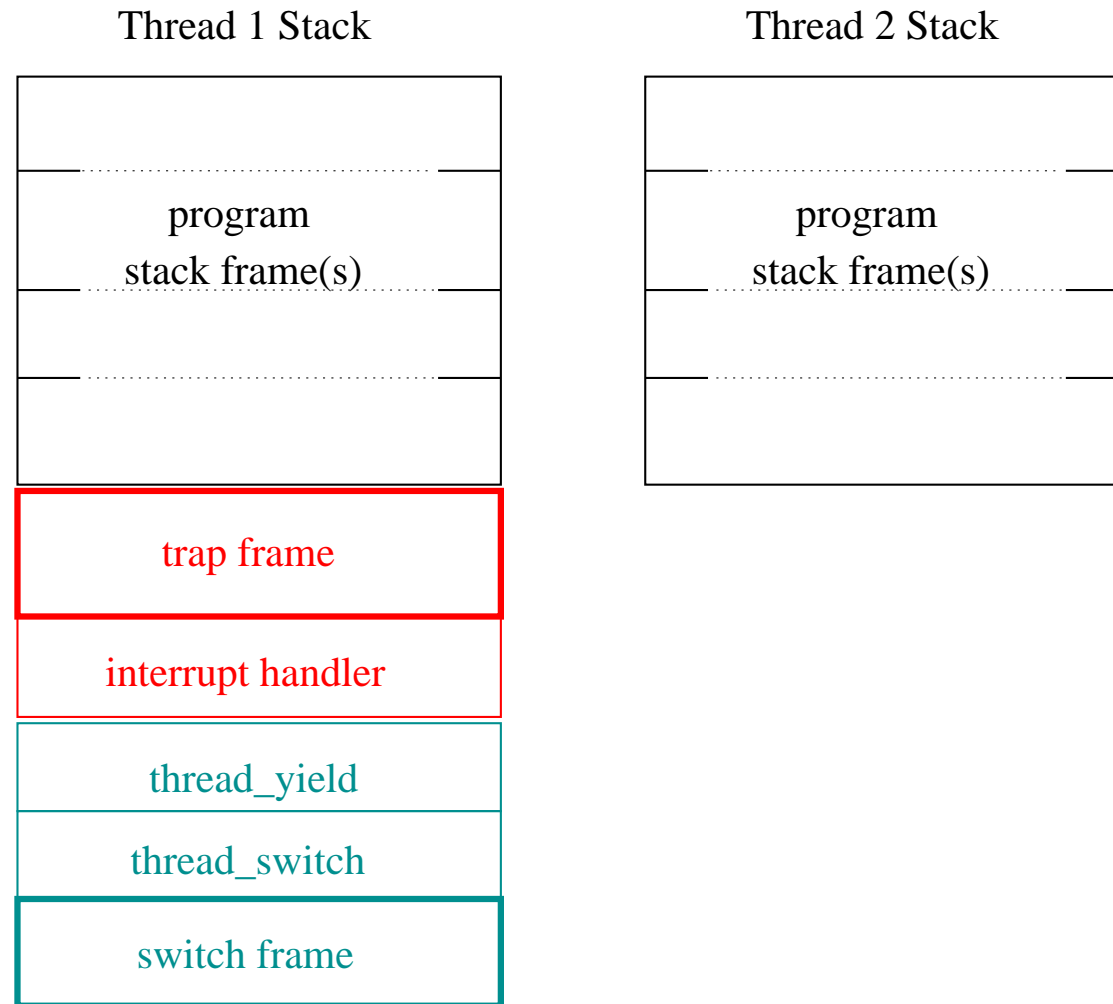 Thread 1 Stack
Thread 2 Stack
program
stack frame(s)
program
stack frame(s)
trap frame
interrupt handler
thread_yield
thread_switch
switch frame